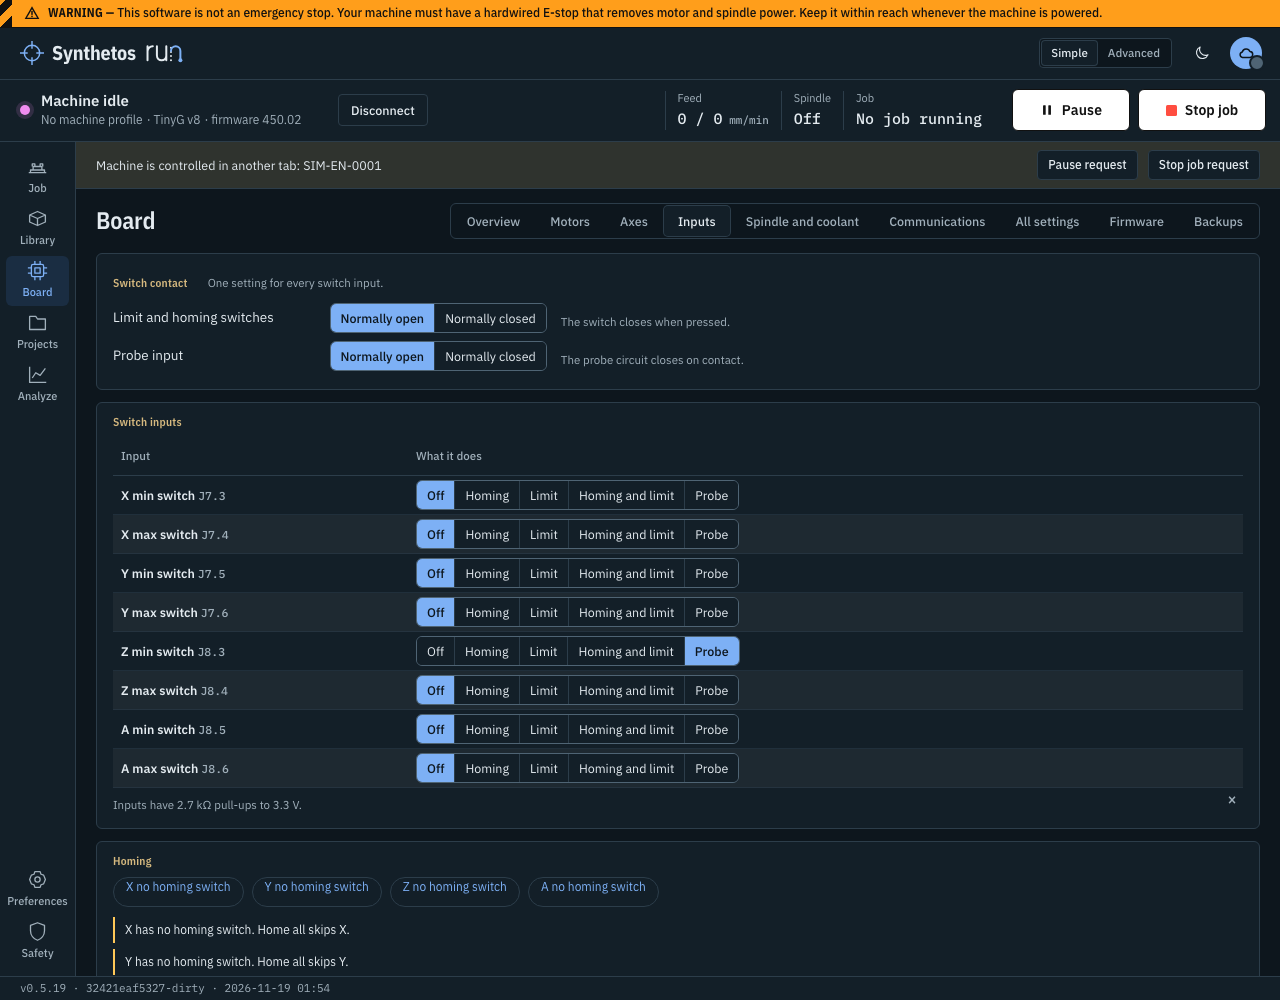 WARNING — This software is not an emergency stop. Your machine must have a hardwired E-stop that removes motor and spindle power. Keep it within reach whenever the machine is powered.
Synthetos run
Simple Advanced
Machine idle
No machine profile · TinyG v8 · firmware 450.02
Disconnect
Feed
0 / 0 mm/min
Spindle
Off
Job
No job running
Pause
Stop job
Job
Library
Board
Projects
Analyze
Preferences
Safety
Machine is controlled in another tab: SIM-EN-0001
Pause request
Stop job request
Board
Overview Motors Axes Inputs Spindle and coolant Communications All settings Firmware Backups
Switch contact One setting for every switch input.
Limit and homing switches Normally open Normally closed The switch closes when pressed.
Probe input Normally open Normally closed The probe circuit closes on contact.
Switch inputs
Input What it does
X min switch J7.3 Off Homing Limit Homing and limit Probe
X max switch J7.4 Off Homing Limit Homing and limit Probe
Y min switch J7.5 Off Homing Limit Homing and limit Probe
Y max switch J7.6 Off Homing Limit Homing and limit Probe
Z min switch J8.3 Off Homing Limit Homing and limit Probe
Z max switch J8.4 Off Homing Limit Homing and limit Probe
A min switch J8.5 Off Homing Limit Homing and limit Probe
A max switch J8.6 Off Homing Limit Homing and limit Probe
Inputs have 2.7 kΩ pull-ups to 3.3 V. ×
Homing
X no homing switch Y no homing switch Z no homing switch A no homing switch
X has no homing switch. Home all skips X.
Y has no homing switch. Home all skips Y.
v0.5.19 · 32421eaf5327-dirty · 2026-11-19 01:54